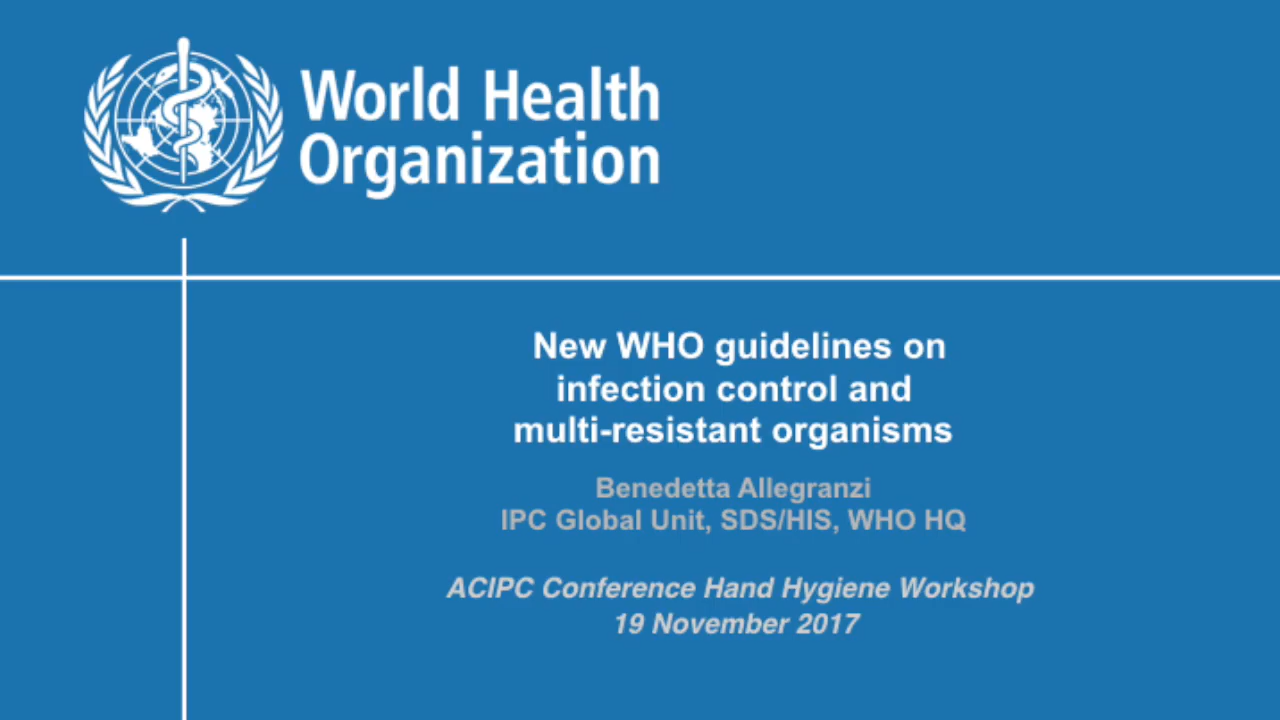 World Health
Organization
New WHO guidelines on
infection control and
multi-resistant organisms
Benedetta Allegranzi
IPC Global Unit, SDS/HIS, WHO HQ
ACIPC Conference Hand Hygiene Workshop
19 November 2017